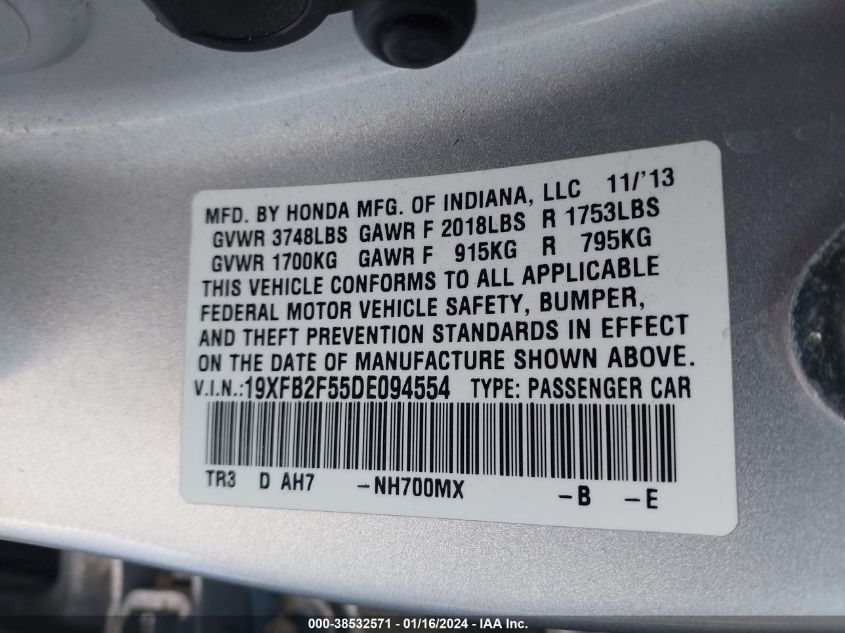 MFD. BY HONDA MFG. OF INDIANA, LLC 11/'13
GVWR 3748LBS GAWR F 2018LBS R 1753LBS
GVWR 1700KG GAWR F 915KG R 795KG
THIS VEHICLE CONFORMS TO ALL APPLICABLE
FEDERAL MOTOR VEHICLE SAFETY, BUMPER,
AND THEFT PREVENTION STANDARDS IN EFFECT
ON THE DATE OF MANUFACTURE SHOWN ABOVE.
V.I.N.:19XFB2F55DE094554 TYPE: PASSENGER CAR
TR3 D AH7 -NH700MX -B -E
000-38532571 - 01/16/2024 - IAA Inc.